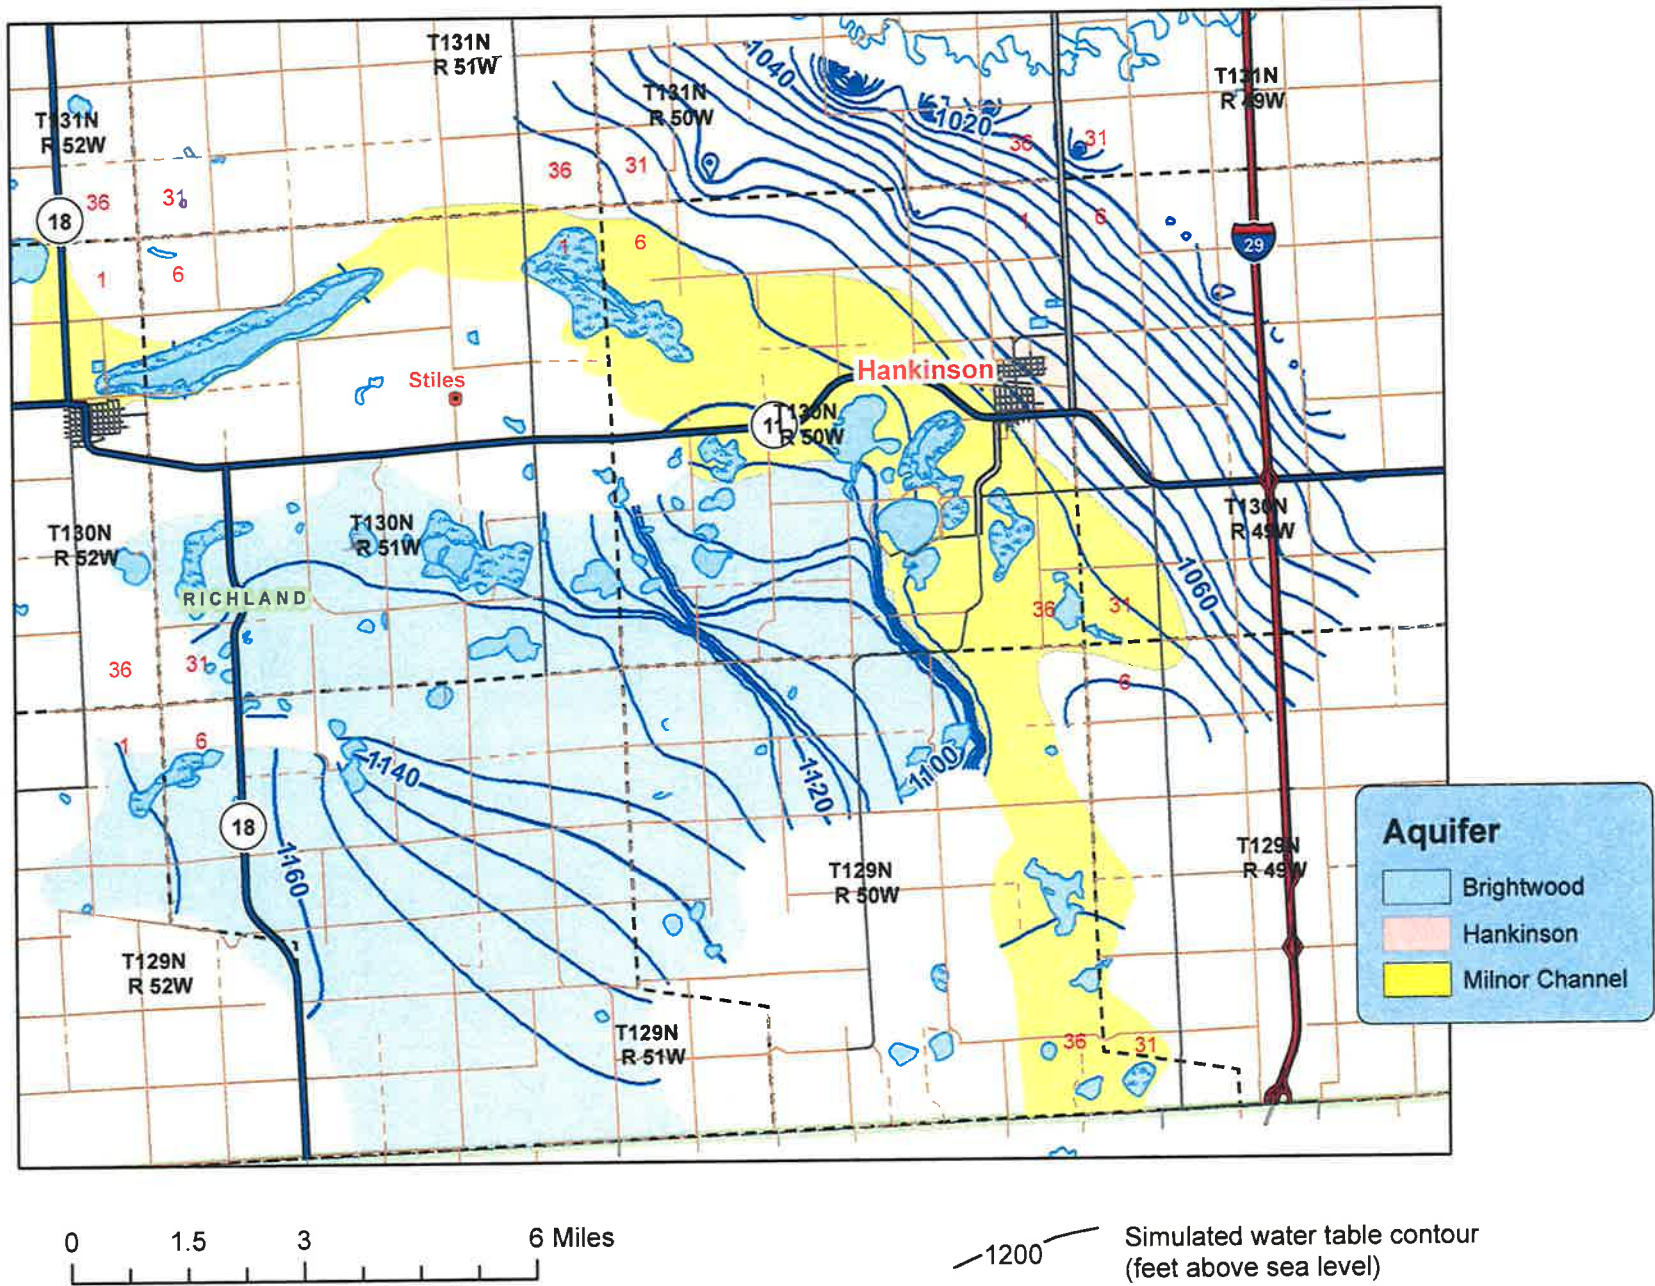 T131N
R 51W
1040
T131N
R 50W
T131N
R 49W
T131N
R 52W
1020
36
31
36
31
36
31
18
1
6
1
6
1
6
29
Stiles
Hankinson
11
T130N
R 50W
T130N
R 49W
T130N
R 51W
T130N
R 52W
RICHLAND
1060
36
31
36
31
6
1
6
1140
1120
1100
18
1160
T129N
R 50W
T129N
R 49W
T129N
R 52W
T129N
R 51W
36
31
Aquifer
Brightwood
Hankinson
Milnor Channel
0
1.5
3
6 Miles
1200
Simulated water table contour
(feet above sea level)